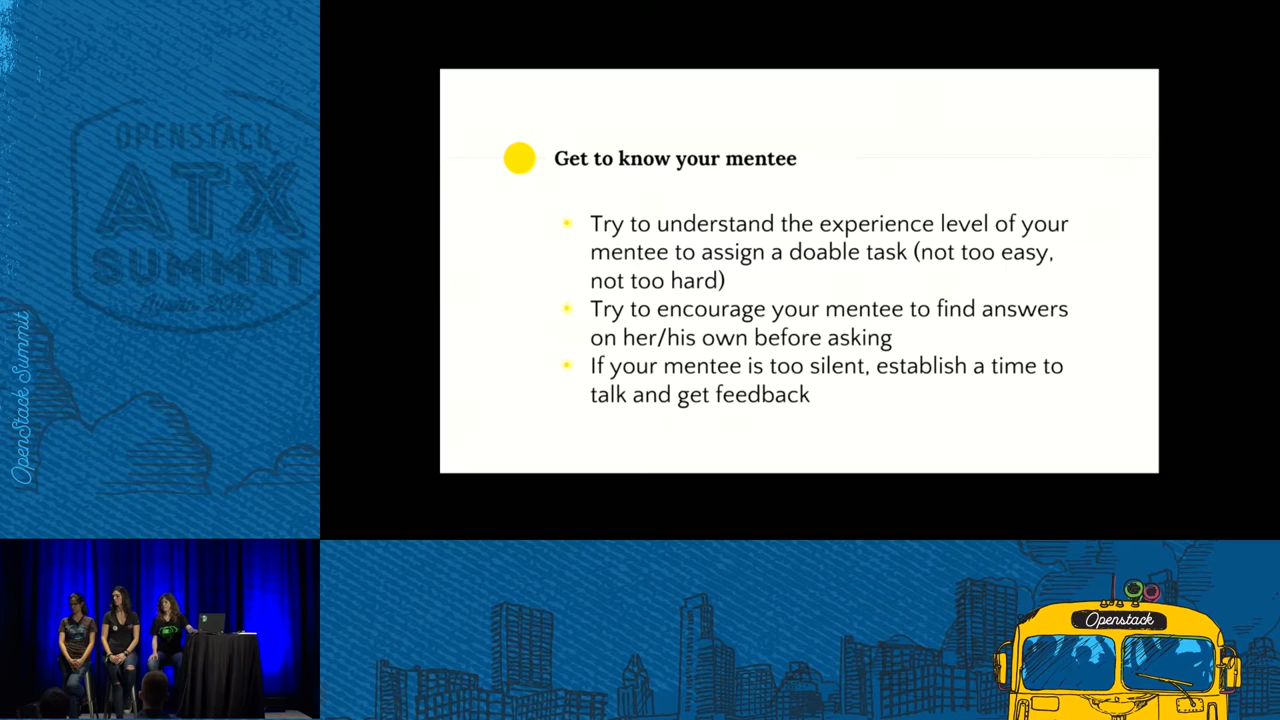 OPENSTACK
ATX
SUMMIT
OpenStack Summit
Get to know your mentee
Try to understand the experience level of your
mentee to assign a doable task (not too easy,
not too hard)
Try to encourage your mentee to find answers
on her/his own before asking
If your mentee is too silent, establish a time to
talk and get feedback
Openstack